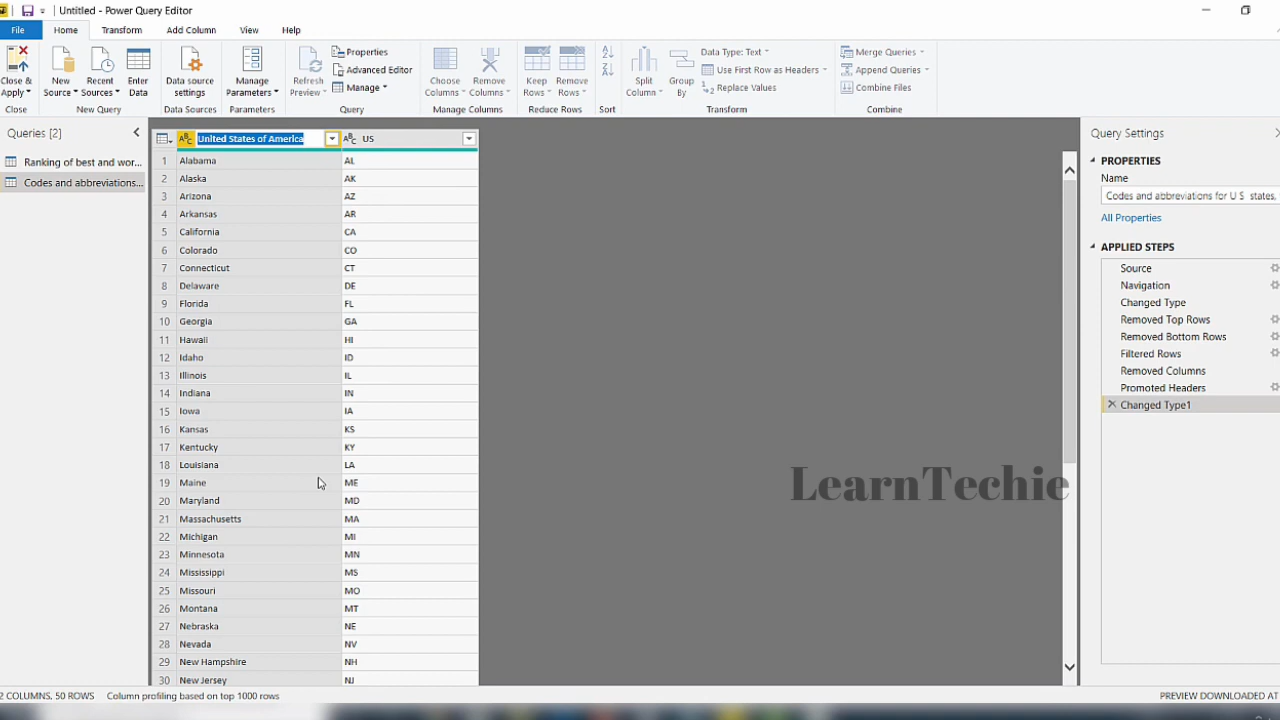 Untitled - Power Query Editor
File Home Transform Add Column View Help
Close & Apply New Source Recent Sources Enter Data Data source settings Manage Parameters Refresh Preview Properties Advanced Editor Manage Choose Columns Remove Columns Keep Rows Remove Rows Split Column Group By Data Type: Text Use First Row as Headers Replace Values Merge Queries Append Queries Combine Files
Close New Query Data Sources Parameters Query Manage Columns Reduce Rows Sort Transform Combine
Queries [2]
Ranking of best and wor...
Codes and abbreviations...
United States of America US
1 Alabama AL
2 Alaska AK
3 Arizona AZ
4 Arkansas AR
5 California CA
6 Colorado CO
7 Connecticut CT
8 Delaware DE
9 Florida FL
10 Georgia GA
11 Hawaii HI
12 Idaho ID
13 Illinois IL
14 Indiana IN
15 Iowa IA
16 Kansas KS
17 Kentucky KY
18 Louisiana LA
19 Maine ME
20 Maryland MD
21 Massachusetts MA
22 Michigan MI
23 Minnesota MN
24 Mississippi MS
25 Missouri MO
26 Montana MT
27 Nebraska NE
28 Nevada NV
29 New Hampshire NH
30 New Jersey NJ
LearnTechie
Query Settings
PROPERTIES
Name
Codes and abbreviations for U S states,
All Properties
APPLIED STEPS
Source
Navigation
Changed Type
Removed Top Rows
Removed Bottom Rows
Filtered Rows
Removed Columns
Promoted Headers
Changed Type1
2 COLUMNS, 50 ROWS Column profiling based on top 1000 rows PREVIEW DOWNLOADED AT